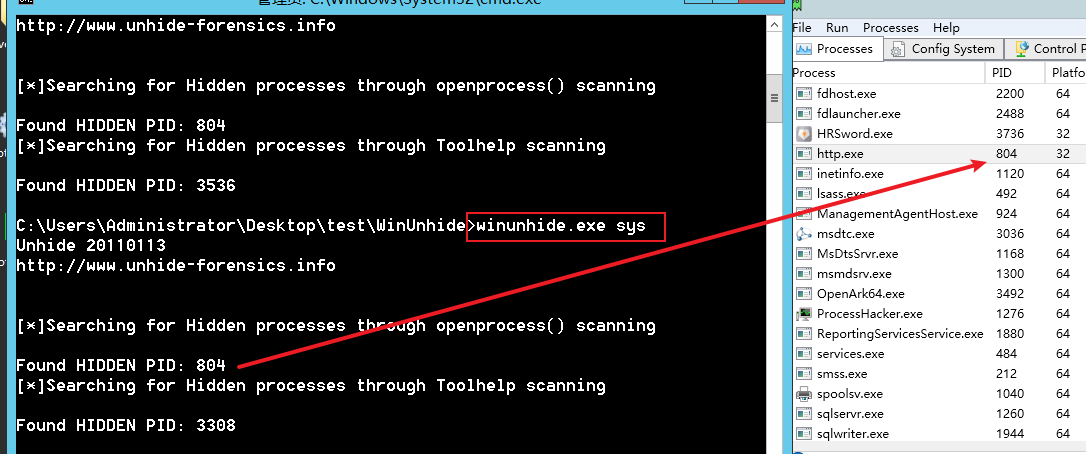 管理员: C:\Windows\System32\cmd.exe
http://www.unhide-forensics.info
[*]Searching for Hidden processes through openprocess() scanning
Found HIDDEN PID: 804
[*]Searching for Hidden processes through Toolhelp scanning
Found HIDDEN PID: 3536
C:\Users\Administrator\Desktop\test\WinUnhide>winunhide.exe sys
Unhide 20110113
http://www.unhide-forensics.info
[*]Searching for Hidden processes through openprocess() scanning
Found HIDDEN PID: 804
[*]Searching for Hidden processes through Toolhelp scanning
Found HIDDEN PID: 3308
File Run Processes Help
Processes Config System Control P
Process PID Platfo
fdhost.exe 2200 64
fdlauncher.exe 2488 64
HRSword.exe 3736 32
http.exe 804 32
inetinfo.exe 1120 64
lsass.exe 492 64
ManagementAgentHost.exe 924 64
msdtc.exe 3036 64
MsDtsSrvr.exe 1168 64
msmdsrv.exe 1300 64
OpenArk64.exe 3492 64
ProcessHacker.exe 1276 64
ReportingServicesService.exe 1880 64
services.exe 484 64
smss.exe 212 64
spoolsv.exe 1040 64
sqlservr.exe 1260 64
sqlwriter.exe 1944 64